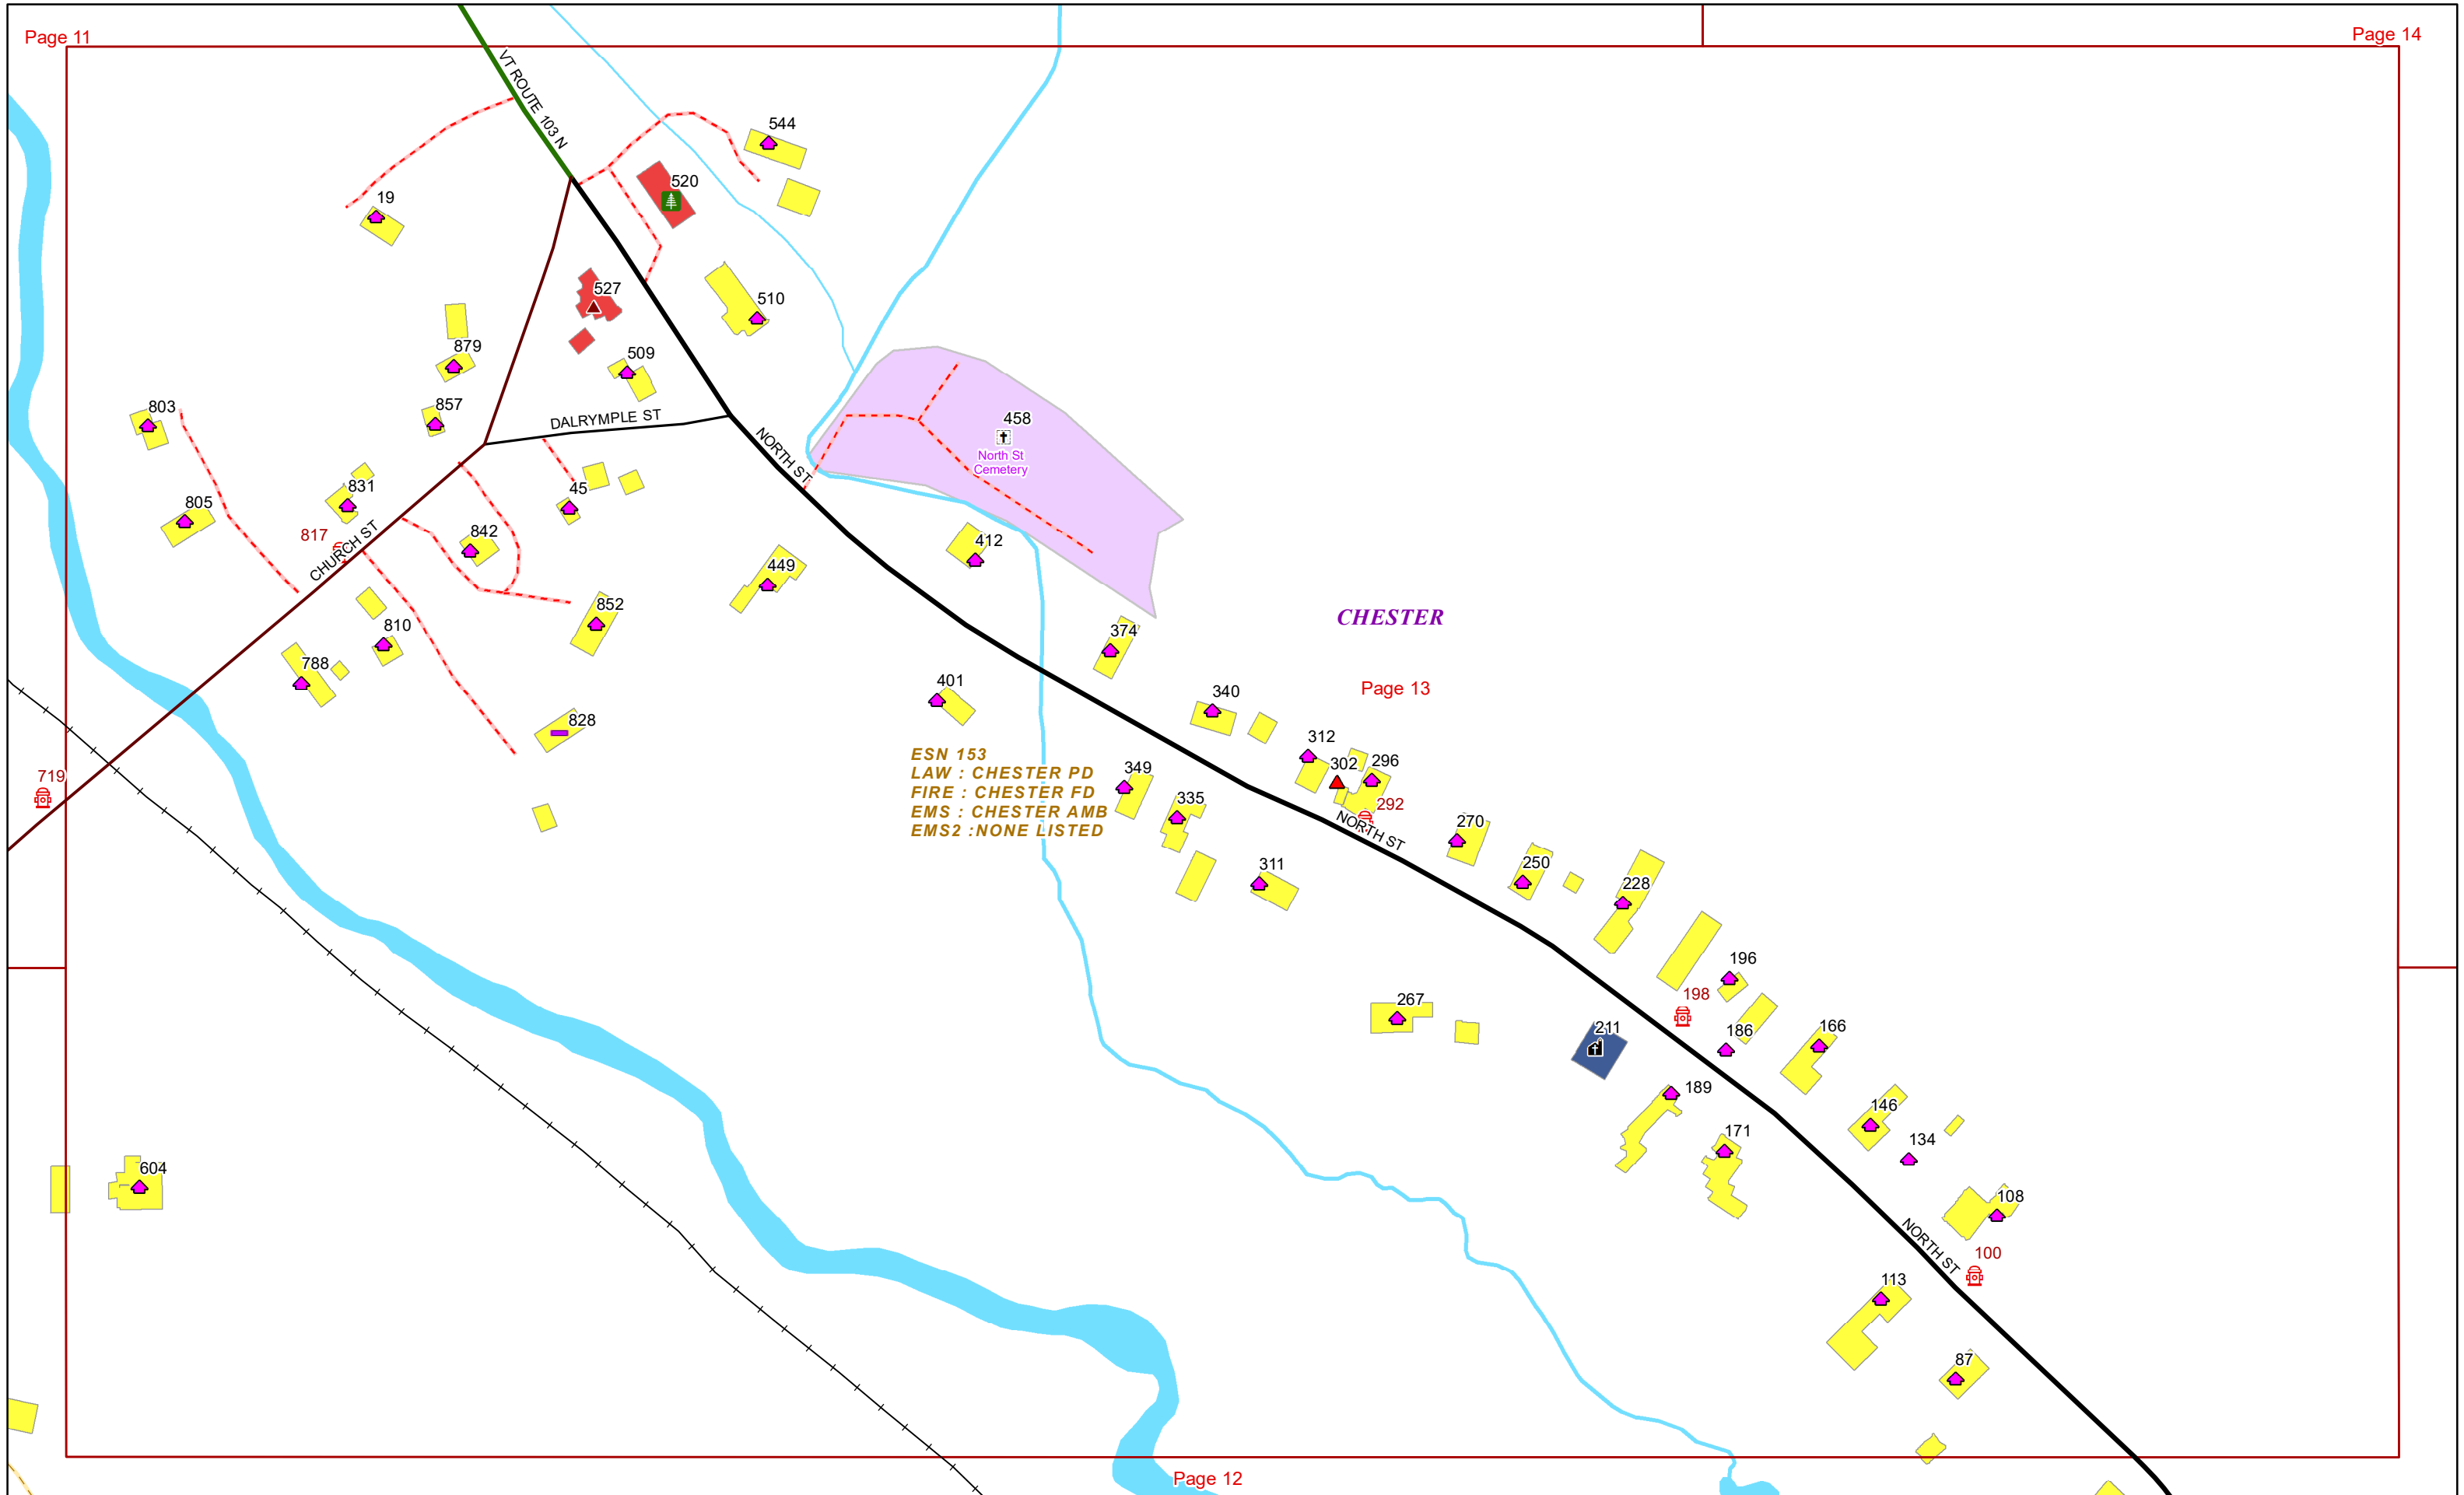 Page 11
Page 14
VT ROUTE 103 N
544
520
19
527
510
879
509
803
857
DALRYMPLE ST
458
North St
Cemetery
NORTH ST
831
45
805
817
842
412
CHURCH ST
449
852
CHESTER
810
374
788
401
Page 13
340
828
312
ESN 153
LAW : CHESTER PD
FIRE : CHESTER FD
EMS : CHESTER AMB
EMS2 :NONE LISTED
302
296
349
719
335
292
NORTH ST
270
311
250
228
196
198
267
211
186
166
189
146
171
134
604
108
NORTH ST
100
113
87
Page 12